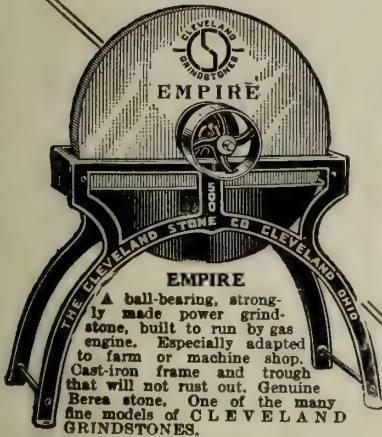 CLEVELAND
GRINDSTONES
EMPIRE
500
THE CLEVELAND STONE CO CLEVELAND OHIO
EMPIRE
A ball-bearing, strong-
ly made power grind-
stone, built to run by gas
engine. Especially adapted
to farm or machine shop.
Cast-iron frame and trough
that will not rust out. Genuine
Berea stone. One of the many
fine models of CLEVELAND
GRINDSTONES.